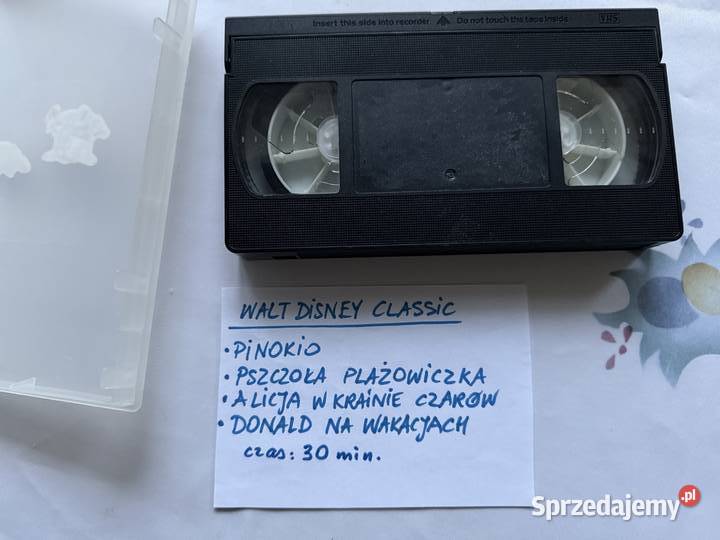 Insert this side into recorder Do not touch the tape inside VHS
WALT DISNEY CLASSIC
• PINOKIO
• PSZCZOŁA PLAŻOWICZKA
• ALICJA W KRAINIE CZARÓW
• DONALD NA WAKACJACH
czas: 30 min.
Sprzedajemy.pl